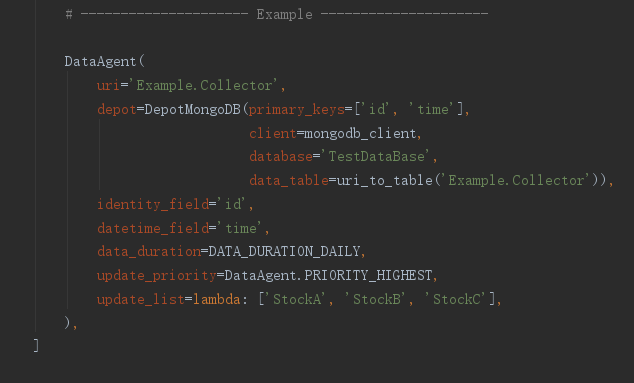 # --------------------- Example ---------------------
DataAgent(
uri='Example.Collector',
depot=DepotMongoDB(primary_keys=['id', 'time'],
client=mongodb_client,
database='TestDataBase',
data_table=uri_to_table('Example.Collector')),
identity_field='id',
datetime_field='time',
data_duration=DATA_DURATION_DAILY,
update_priority=DataAgent.PRIORITY_HIGHEST,
update_list=lambda: ['StockA', 'StockB', 'StockC'],
),
]